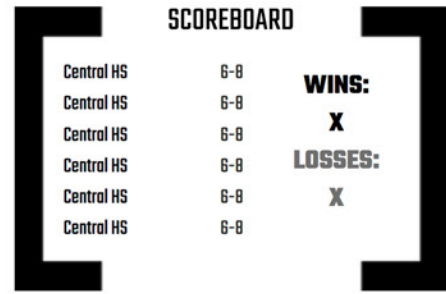 SCOREBOARD
Central HS 6-8
Central HS 6-8
Central HS 6-8
Central HS 6-8
Central HS 6-8
Central HS 6-8
WINS:
X
LOSSES:
X